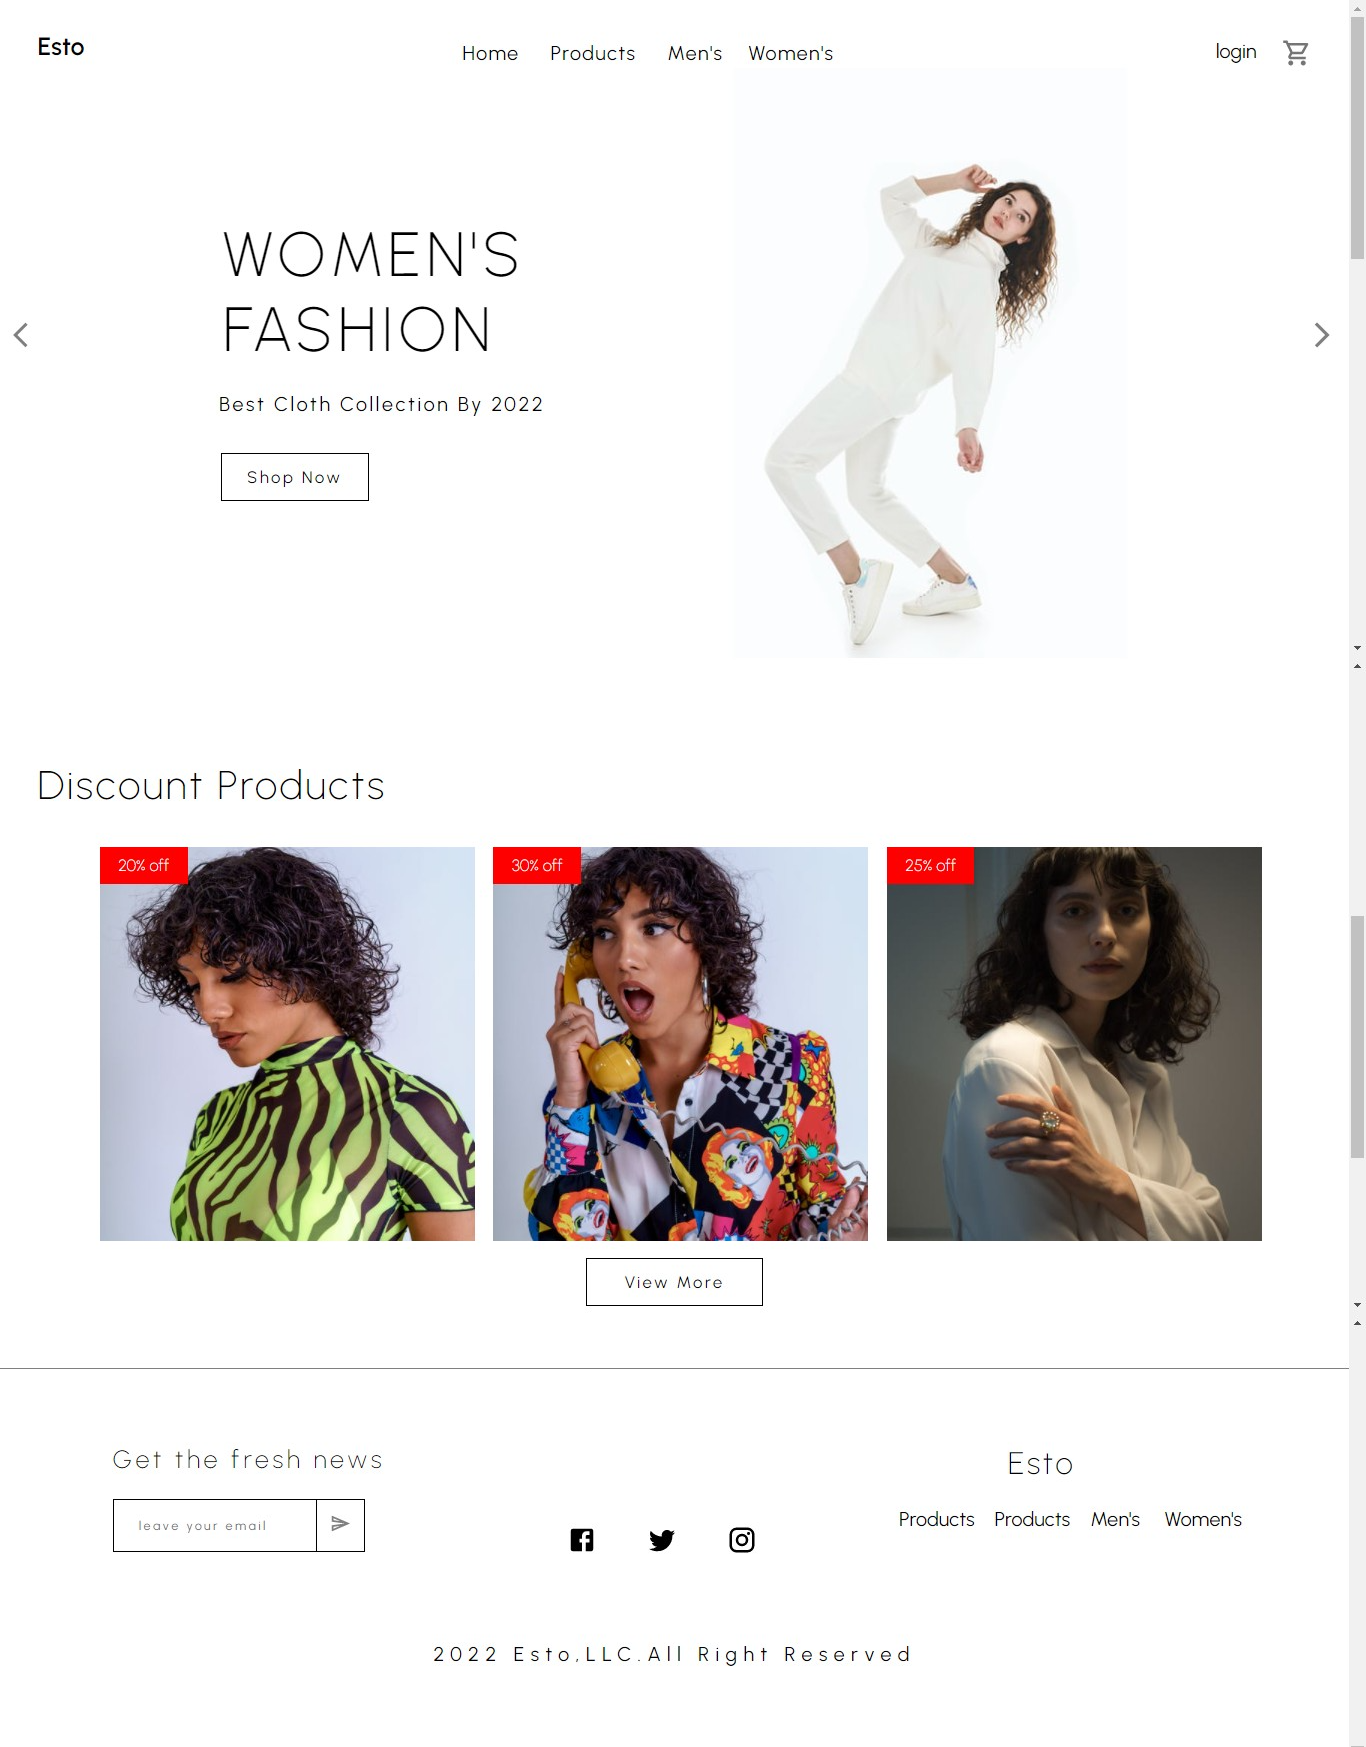 Esto
Home Products Men's Women's
login
WOMEN'S
FASHION
Best Cloth Collection By 2022
Shop Now
Discount Products
20% off
30% off
25% off
View More
Get the fresh news
leave your email
Esto
Products Products Men's Women's
2022 Esto,LLC.All Right Reserved